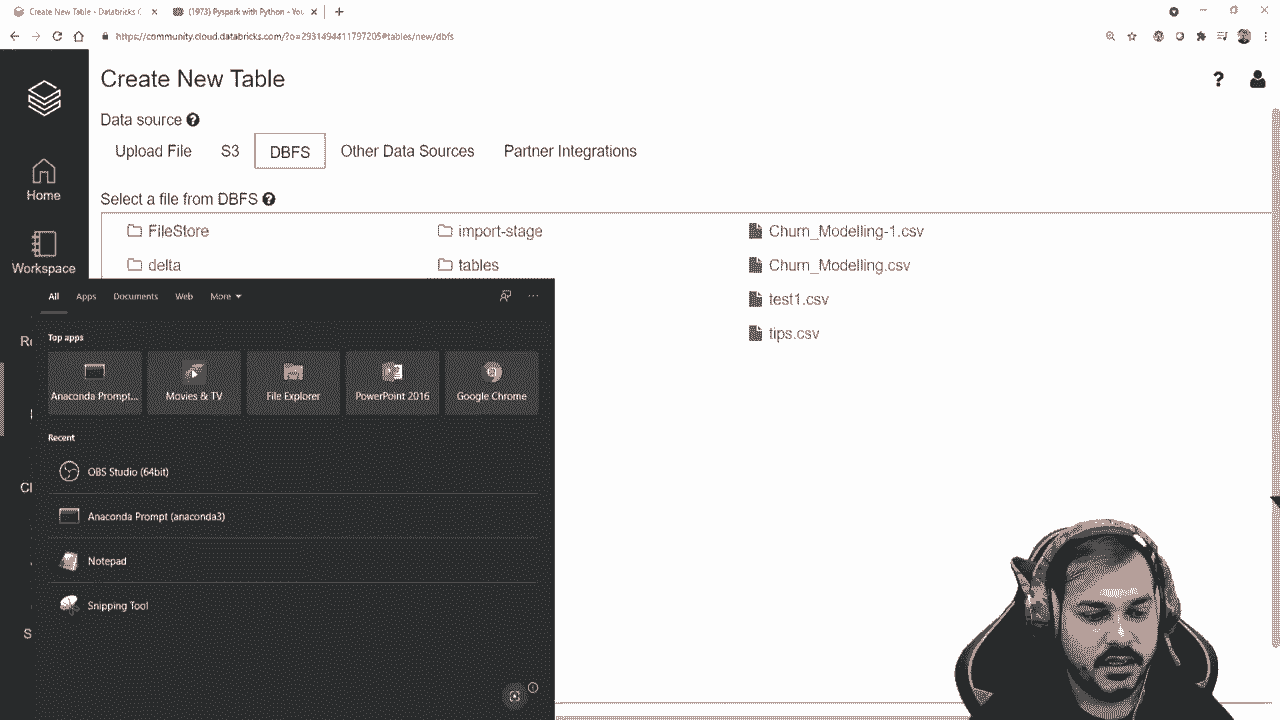 Create New Table - Databricks C
(1973) Pyspark with Python - You
https://community.cloud.databricks.com/?o=2931494411797205#tables/new/dbfs
Create New Table
Data source
Upload File S3 DBFS Other Data Sources Partner Integrations
Select a file from DBFS
FileStore import-stage Churn_Modelling-1.csv
delta tables Churn_Modelling.csv
test1.csv
tips.csv
Home
Workspace
All Apps Documents Web More
Top apps
Anaconda Prompt... Movies & TV File Explorer PowerPoint 2016 Google Chrome
Recent
OBS Studio (64bit)
Anaconda Prompt (anaconda3)
Notepad
Snipping Tool